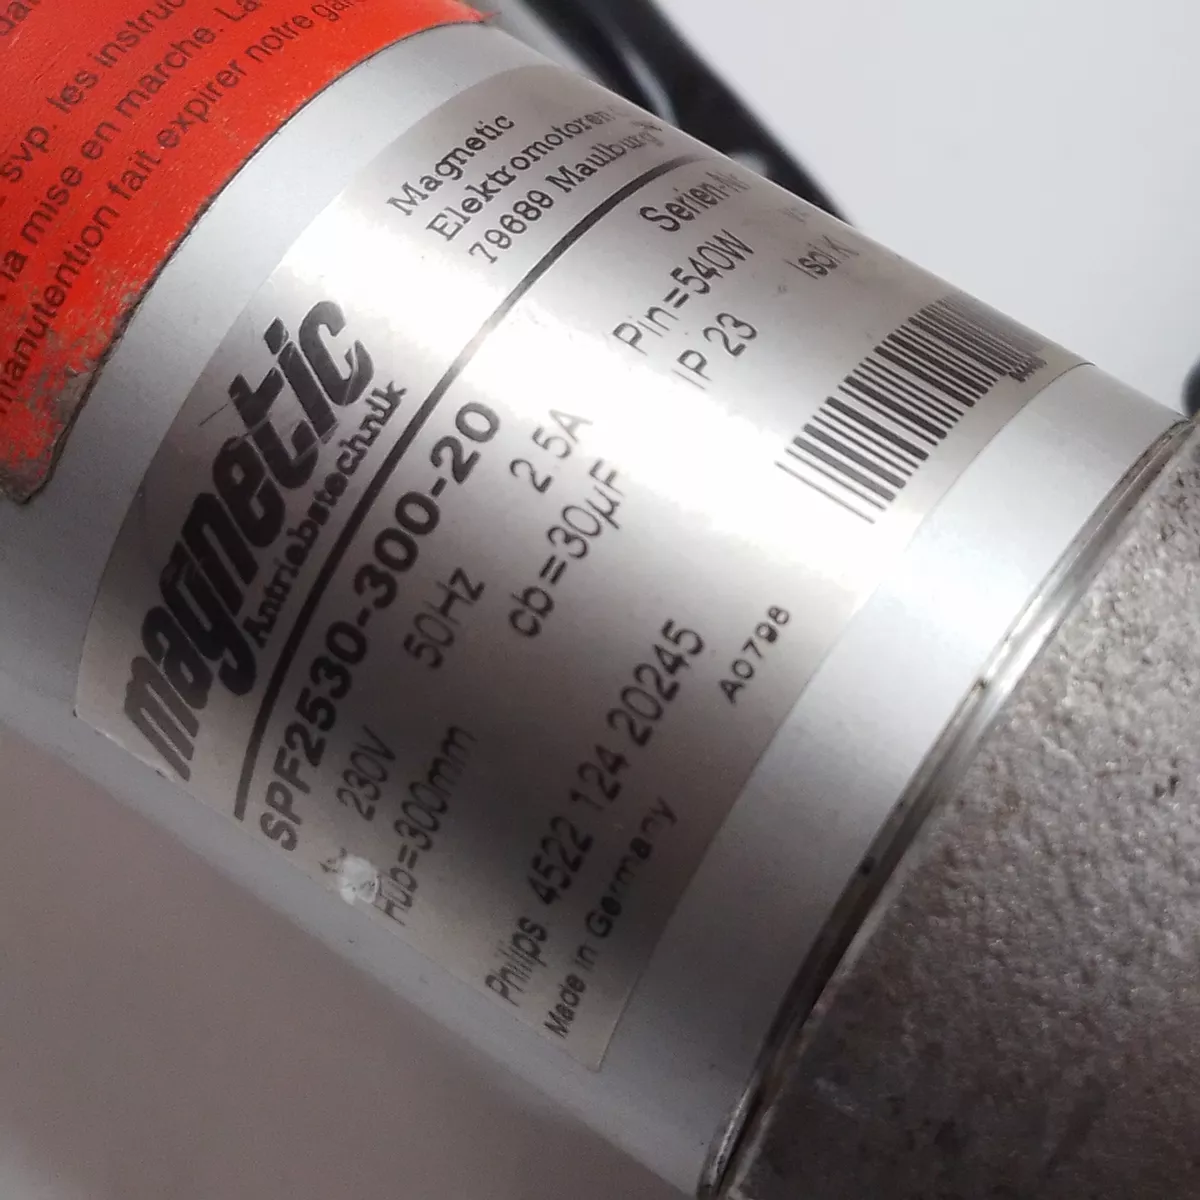 svp. les instruc
la mise en marche. La
manutention fait expirer notre gar
magnetic
Antriebstechnik
Magnetic
Elektromotoren
79689 Maulburg
SPF2530-300-20
Serien-Nr
230V 50Hz 2.5A Pin=540W
Hub=300mm cb=30µF IP 23 Isol.K
Philips. 4522 124 20245
Made in Germany A0798